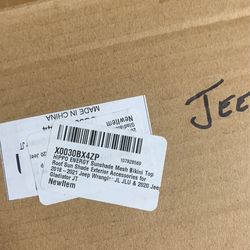 NewItem
MADE IN CHINA
JEE
X0030BX4ZP
107928569
HIPPO ENERGY Sunshade Mesh Bikini Top
Roof Sun Shade Exterior Accessories for
2018 - 2021 Jeep Wrangler JL JLU & 2020 Jeep
Gladiator JT
NewItem